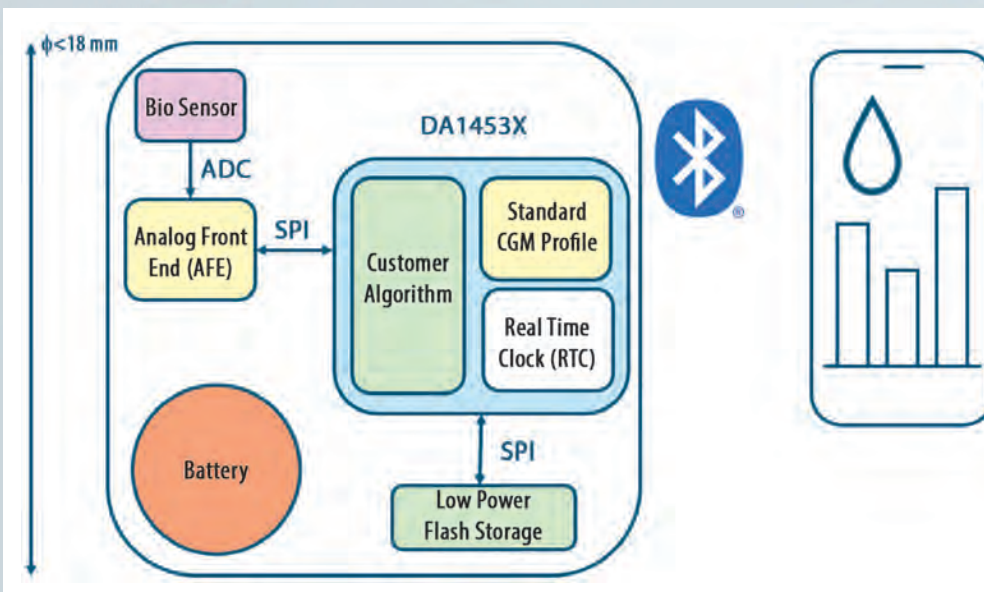 ϕ<18 mm
Bio Sensor
ADC
DA1453X
Analog Front
End (AFE)
SPI
Customer
Algorithm
Standard
CGM Profile
Real Time
Clock (RTC)
Battery
SPI
Low Power
Flash Storage
®